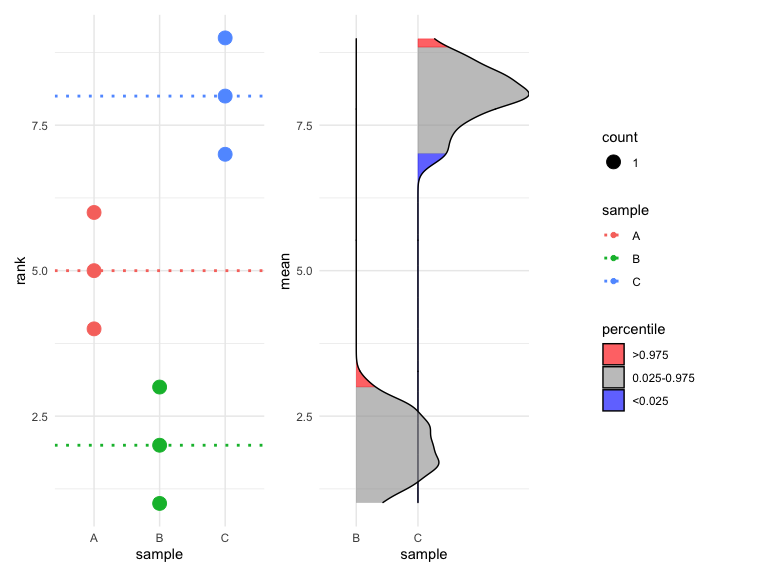 rank
7.5
5.0
2.5
A
B
C
sample
mean
7.5
5.0
2.5
B
C
sample
count
1
sample
A
B
C
percentile
>0.975
0.025-0.975
<0.025